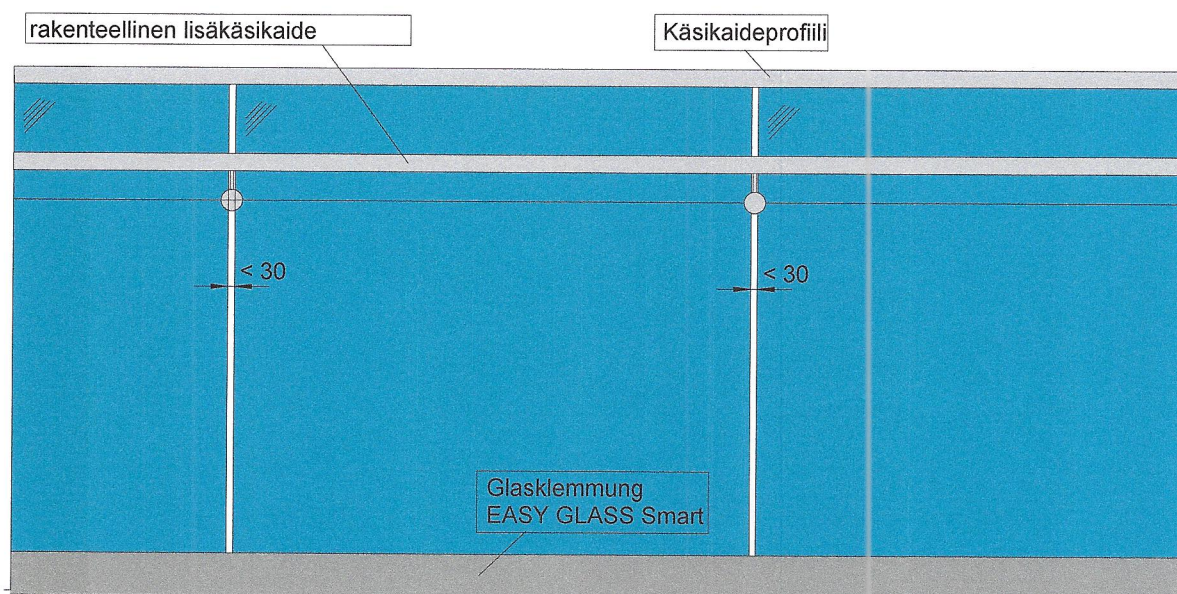 rakenteellinen lisäkäsikaide
Käsikaideprofiili
< 30
< 30
Glasklemmung
EASY GLASS Smart